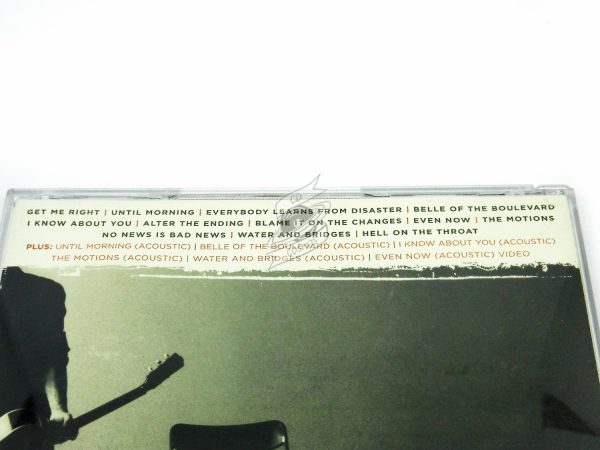 GET ME RIGHT | UNTIL MORNING | EVERYBODY LEARNS FROM DISASTER | BELLE OF THE BOULEVARD
I KNOW ABOUT YOU | ALTER THE ENDING | BLAME IT ON THE CHANGES | EVEN NOW | THE MOTIONS
NO NEWS IS BAD NEWS | WATER AND BRIDGES | HELL ON THE THROAT
PLUS: UNTIL MORNING (ACOUSTIC) | BELLE OF THE BOULEVARD (ACOUSTIC) | I KNOW ABOUT YOU (ACOUSTIC)
THE MOTIONS (ACOUSTIC) | WATER AND BRIDGES (ACOUSTIC) | EVEN NOW (ACOUSTIC) VIDEO